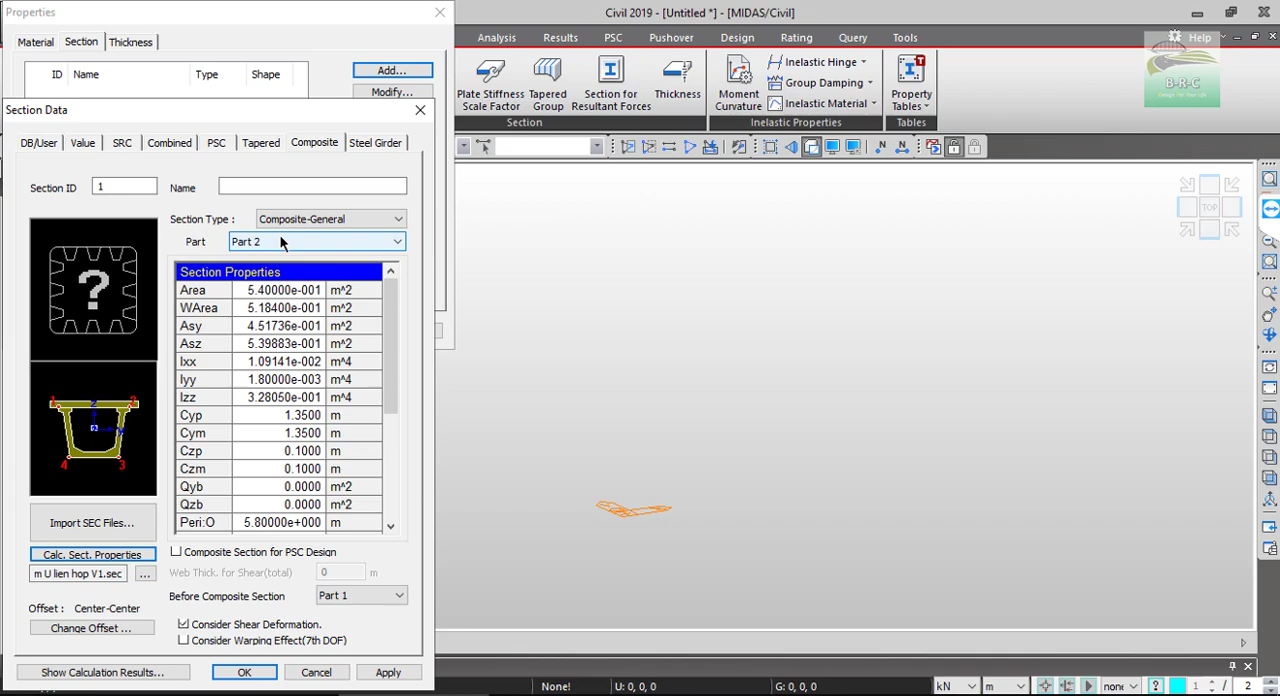 Properties
Civil 2019 - [Untitled *] - [MIDAS/Civil]
Material Section Thickness
Analysis Results PSC Pushover Design Rating Query Tools Help
ID Name Type Shape
Add...
Modify...
Plate Stiffness Scale Factor
Tapered Group
Section for Resultant Forces
Thickness
Section
Moment Curvature
Inelastic Hinge
Group Damping
Inelastic Material
Inelastic Properties
Property Tables
Tables
B-R-C
Section Data
DB/User Value SRC Combined PSC Tapered Composite Steel Girder
Section ID 1 Name
Section Type : Composite-General
Part Part 2
Section Properties
Area 5.40000e-001 m^2
WArea 5.18400e-001 m^2
Asy 4.51736e-001 m^2
Asz 5.39883e-001 m^2
Ixx 1.09141e-002 m^4
Iyy 1.80000e-003 m^4
Izz 3.28050e-001 m^4
Cyp 1.3500 m
Cym 1.3500 m
Czp 0.1000 m
Czm 0.1000 m
Qyb 0.0000 m^2
Qzb 0.0000 m^2
Peri:O 5.80000e+000 m
?
1 2 z
4 3
Import SEC Files...
Calc. Sect. Properties
m U lien hop V1.sec ...
Offset : Center-Center
Change Offset ...
Composite Section for PSC Design
Web Thick. for Shear(total) 0 m
Before Composite Section Part 1
Consider Shear Deformation.
Consider Warping Effect(7th DOF)
Show Calculation Results... OK Cancel Apply
TOP
None! U: 0, 0, 0 G: 0, 0, 0 kN m none ? 1 / 2